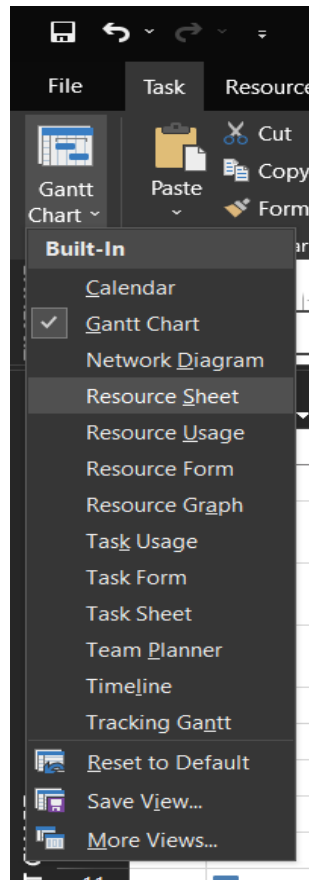 File Task Resource
Cut
Copy
Gantt Chart
Paste
Form
Built-In
Calendar
Gantt Chart
Network Diagram
Resource Sheet
Resource Usage
Resource Form
Resource Graph
Task Usage
Task Form
Task Sheet
Team Planner
Timeline
Tracking Gantt
Reset to Default
Save View...
More Views...